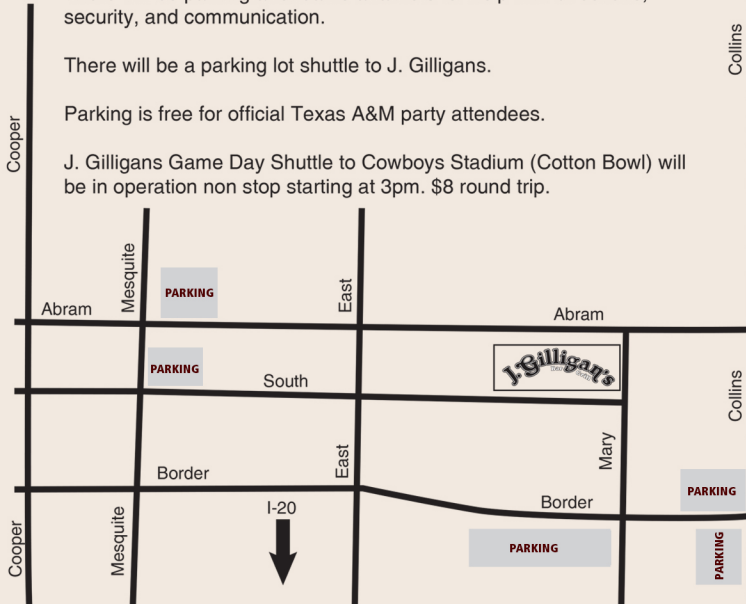 security, and communication.
There will be a parking lot shuttle to J. Gilligans.
Parking is free for official Texas A&M party attendees.
J. Gilligans Game Day Shuttle to Cowboys Stadium (Cotton Bowl) will
be in operation non stop starting at 3pm. $8 round trip.
Collins
Cooper
Mesquite
PARKING
East
Abram
Abram
PARKING
South
J. Gilligan's
Collins
Mary
East
Border
PARKING
Border
I-20
Cooper
Mesquite
PARKING
PARKING